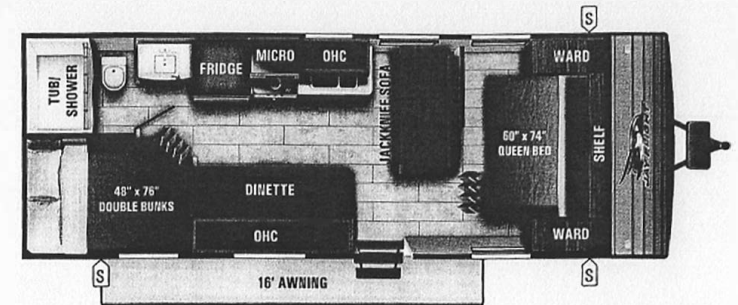 S
TUB/
SHOWER
FRIDGE
MICRO
OHC
JACKKNIFE SOFA
WARD
60" x 74"
QUEEN BED
SHELF
48" x 76"
DOUBLE BUNKS
DINETTE
OHC
WARD
S
16' AWNING
S